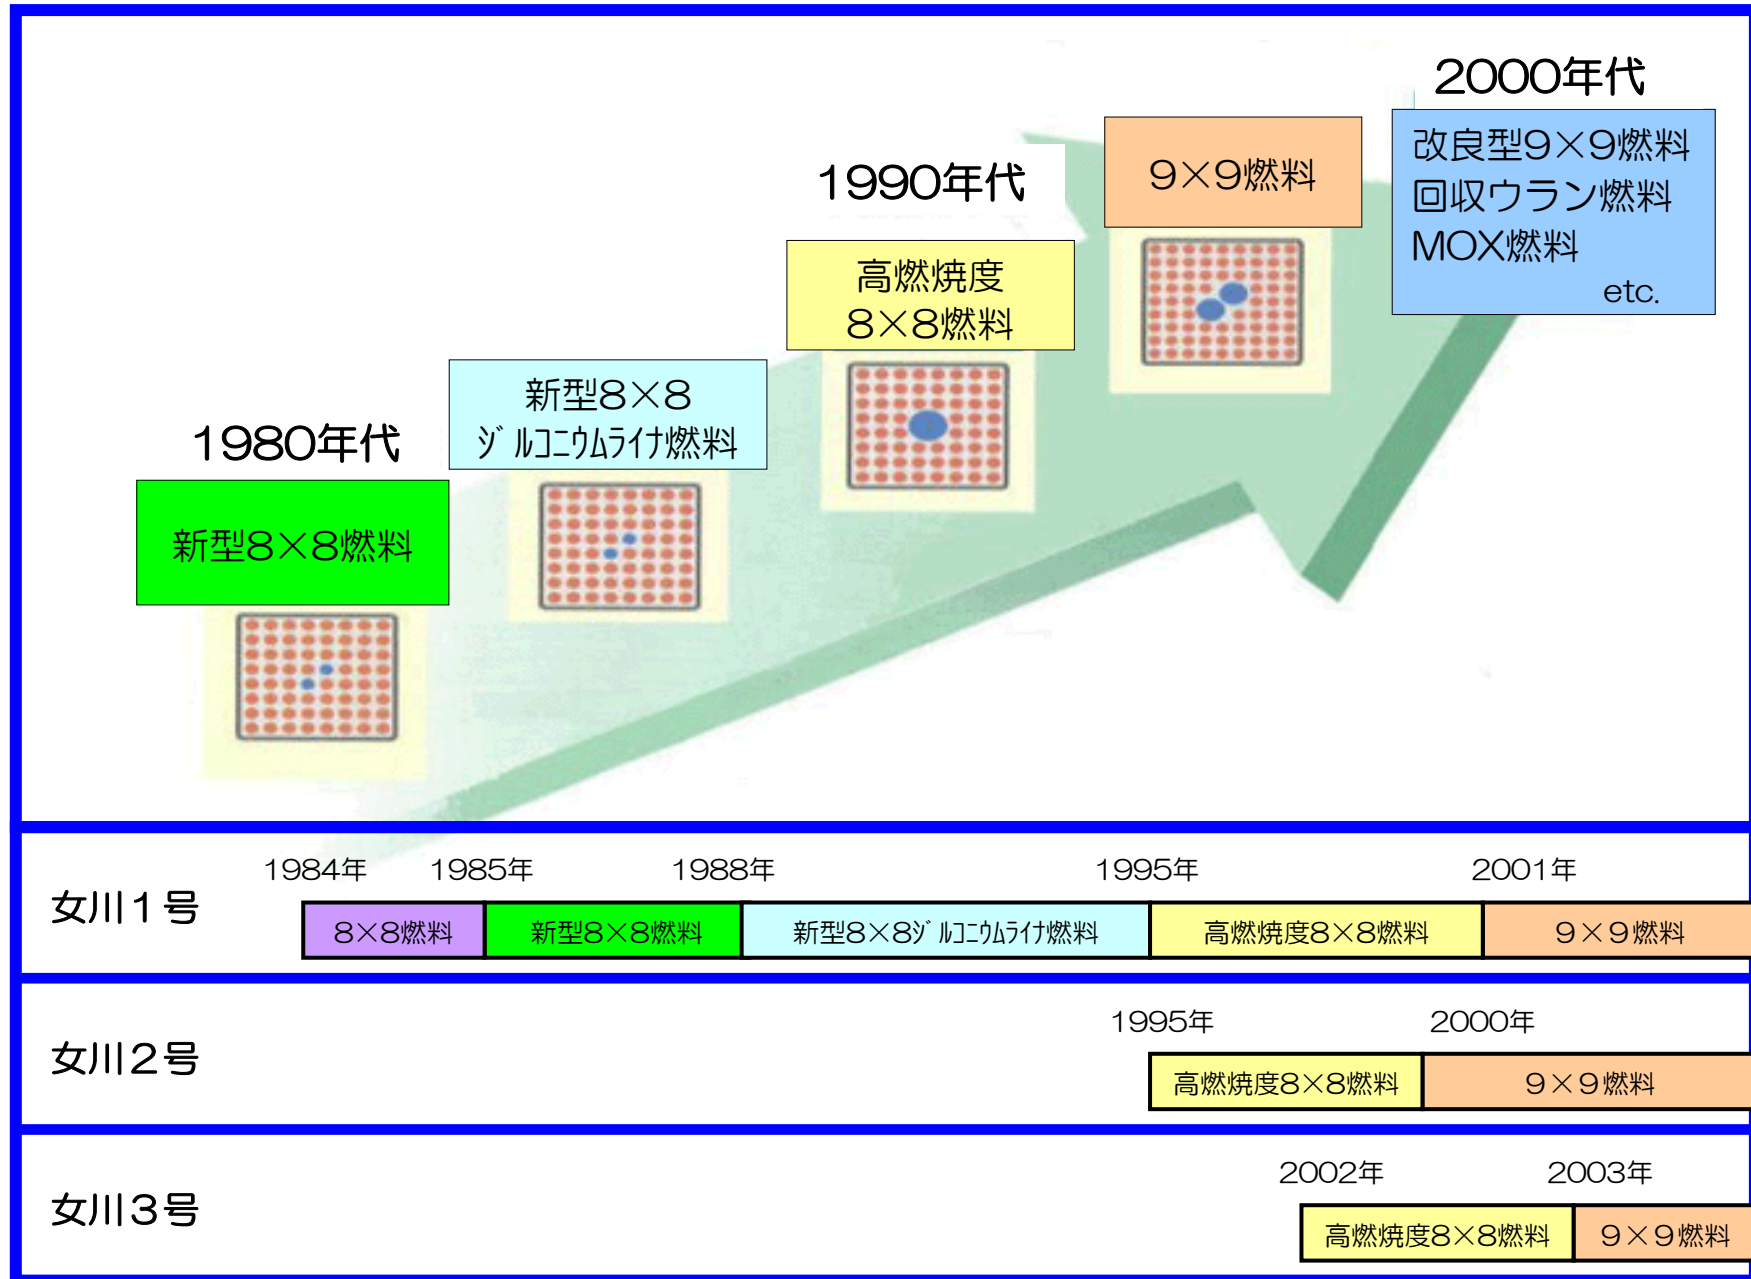 2000年代
改良型9×9燃料
回収ウラン燃料
MOX燃料
etc.
9×9燃料
1990年代
高燃焼度
8×8燃料
新型8×8
ｼﾞﾙｺﾆｳﾑﾗｲﾅ燃料
1980年代
新型8×8燃料
女川1号
1984年 1985年 1988年 1995年 2001年
8×8燃料 新型8×8燃料 新型8×8ｼﾞﾙｺﾆｳﾑﾗｲﾅ燃料 高燃焼度8×8燃料 9×9燃料
女川2号
1995年 2000年
高燃焼度8×8燃料 9×9燃料
女川3号
2002年 2003年
高燃焼度8×8燃料 9×9燃料